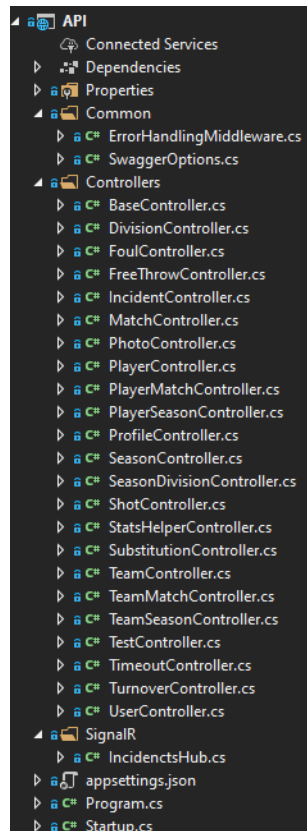 API
Connected Services
Dependencies
Properties
Common
C# ErrorHandlingMiddleware.cs
C# SwaggerOptions.cs
Controllers
C# BaseController.cs
C# DivisionController.cs
C# FoulController.cs
C# FreeThrowController.cs
C# IncidentController.cs
C# MatchController.cs
C# PhotoController.cs
C# PlayerController.cs
C# PlayerMatchController.cs
C# PlayerSeasonController.cs
C# ProfileController.cs
C# SeasonController.cs
C# SeasonDivisionController.cs
C# ShotController.cs
C# StatsHelperController.cs
C# SubstitutionController.cs
C# TeamController.cs
C# TeamMatchController.cs
C# TeamSeasonController.cs
C# TestController.cs
C# TimeoutController.cs
C# TurnoverController.cs
C# UserController.cs
SignalR
C# IncidenctsHub.cs
appsettings.json
C# Program.cs
C# Startup.cs